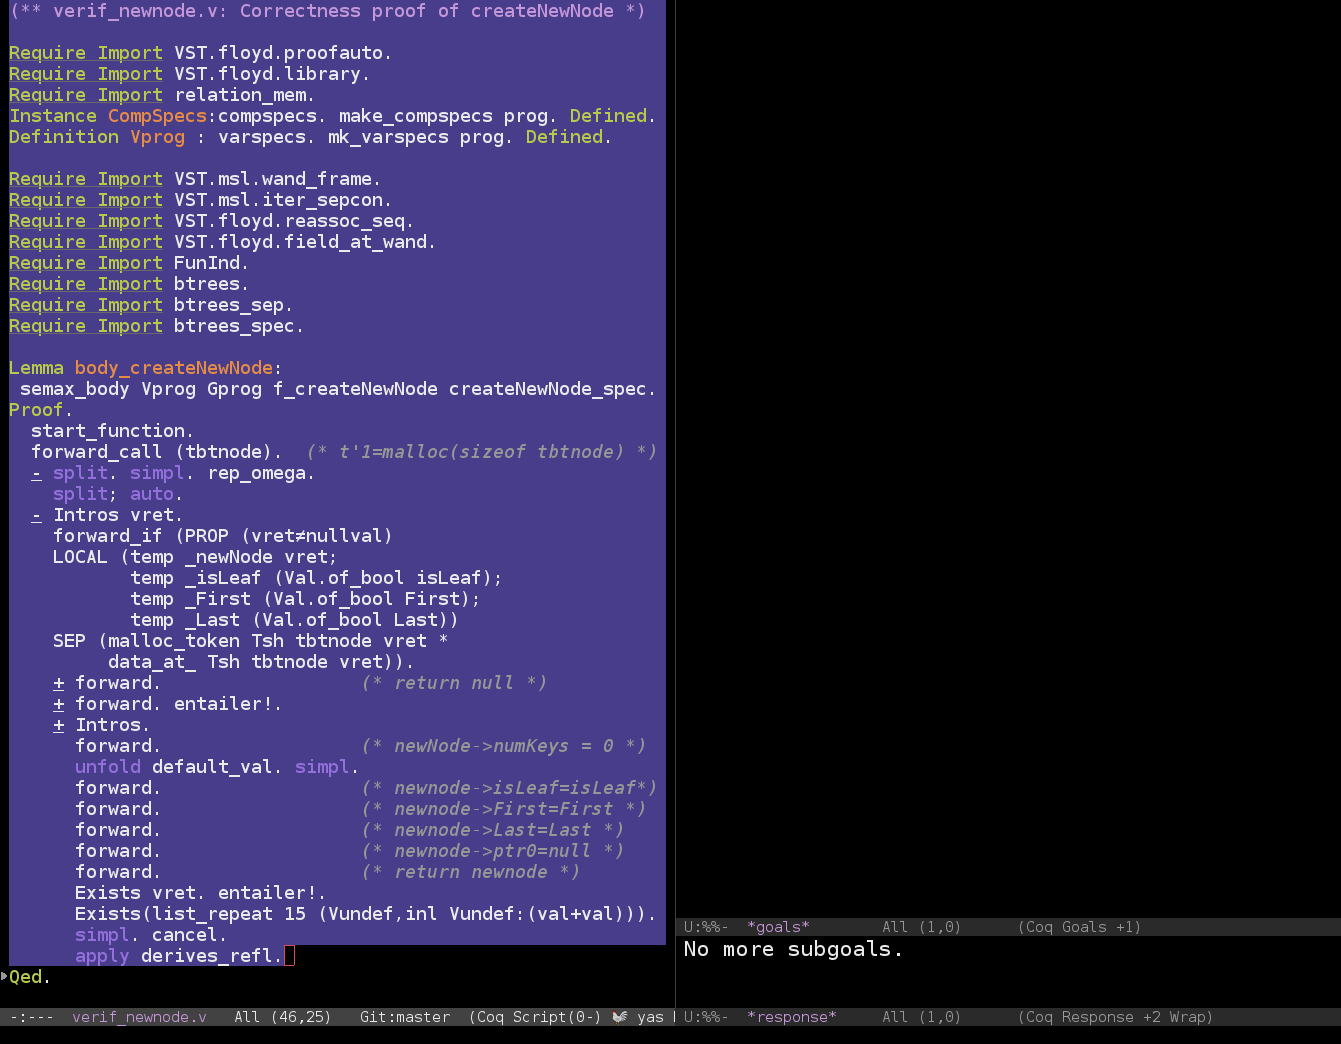 (** verif_newnode.v: Correctness proof of createNewNode *)
Require Import VST.floyd.proofauto.
Require Import VST.floyd.library.
Require Import relation_mem.
Instance CompSpecs:compspecs. make_compspecs prog. Defined.
Definition Vprog : varspecs. mk_varspecs prog. Defined.
Require Import VST.msl.wand_frame.
Require Import VST.msl.iter_sepcon.
Require Import VST.floyd.reassoc_seq.
Require Import VST.floyd.field_at_wand.
Require Import FunInd.
Require Import btrees.
Require Import btrees_sep.
Require Import btrees_spec.
Lemma body_createNewNode:
semax_body Vprog Gprog f_createNewNode createNewNode_spec.
Proof.
start_function.
forward_call (tbtnode).  (* t'1=malloc(sizeof tbtnode) *)
- split. simpl. rep_omega.
split; auto.
- Intros vret.
forward_if (PROP (vret≠nullval)
LOCAL (temp _newNode vret;
temp _isLeaf (Val.of_bool isLeaf);
temp _First (Val.of_bool First);
temp _Last (Val.of_bool Last))
SEP (malloc_token Tsh tbtnode vret *
data_at_ Tsh tbtnode vret)).
+ forward.                  (* return null *)
+ forward. entailer!.
+ Intros.
forward.                  (* newNode->numKeys = 0 *)
unfold default_val. simpl.
forward.                  (* newnode->isLeaf=isLeaf*)
forward.                  (* newnode->First=First *)
forward.                  (* newnode->Last=Last *)
forward.                  (* newnode->ptr0=null *)
forward.                  (* return newnode *)
Exists vret. entailer!.
Exists(list_repeat 15 (Vundef,inl Vundef:(val+val))).
simpl. cancel.
apply derives_refl.
Qed.
-:---  verif_newnode.v   All (46,25)   Git:master  (Coq Script(0-) yas
U:%%-  *goals*       All (1,0)     (Coq Goals +1)
No more subgoals.
U:%%-  *response*    All (1,0)     (Coq Response +2 Wrap)